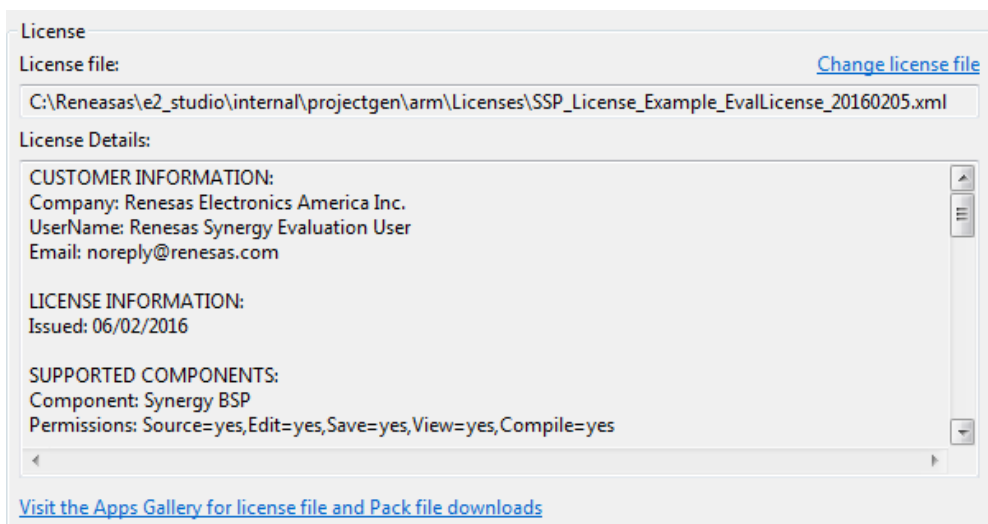 License
License file:
Change license file
C:\Reneasas\e2_studio\internal\projectgen\arm\Licenses\SSP_License_Example_EvalLicense_20160205.xml
License Details:
CUSTOMER INFORMATION:
Company: Renesas Electronics America Inc.
UserName: Renesas Synergy Evaluation User
Email: noreply@renesas.com
LICENSE INFORMATION:
Issued: 06/02/2016
SUPPORTED COMPONENTS:
Component: Synergy BSP
Permissions: Source=yes,Edit=yes,Save=yes,View=yes,Compile=yes
Visit the Apps Gallery for license file and Pack file downloads